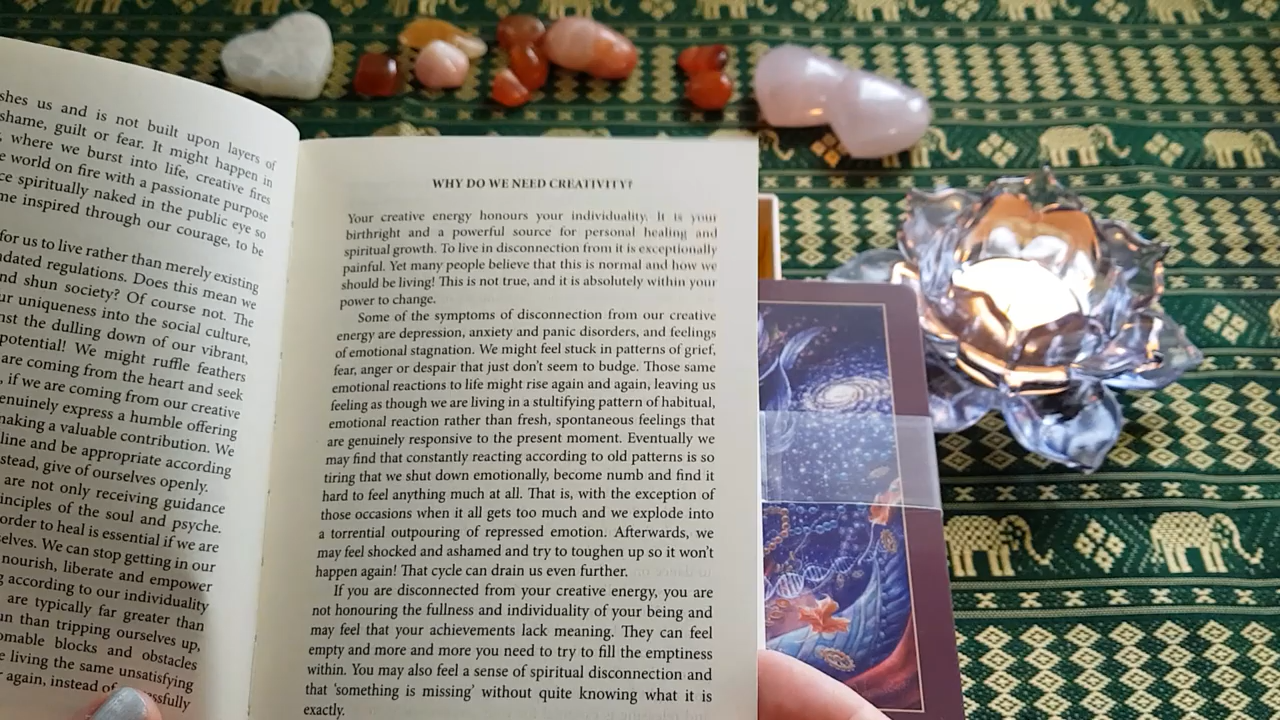 shes us and is not built upon layers of
shame, guilt or fear. It might happen in
, where we burst into life, creative fires
e world on fire with a passionate purpose
ce spiritually naked in the public eye so
me inspired through our courage, to be
for us to live rather than merely existing
dated regulations. Does this mean we
nd shun society? Of course not. The
ur uniqueness into the social culture,
nst the dulling down of our vibrant,
potential! We might ruffle feathers
are coming from the heart and seek
, if we are coming from our creative
enuinely express a humble offering
making a valuable contribution. We
line and be appropriate according
stead, give of ourselves openly.
are not only receiving guidance
inciples of the soul and psyche.
order to heal is essential if we are
selves. We can stop getting in our
nourish, liberate and empower
g according to our individuality
are typically far greater than
un than tripping ourselves up,
omable blocks and obstacles
e living the same unsatisfying
again, instead of
WHY DO WE NEED CREATIVITY?
Your creative energy honours your individuality. It is your
birthright and a powerful source for personal healing and
spiritual growth. To live in disconnection from it is exceptionally
painful. Yet many people believe that this is normal and how we
should be living! This is not true, and it is absolutely within your
power to change.
Some of the symptoms of disconnection from our creative
energy are depression, anxiety and panic disorders, and feelings
of emotional stagnation. We might feel stuck in patterns of grief,
fear, anger or despair that just don't seem to budge. Those same
emotional reactions to life might rise again and again, leaving us
feeling as though we are living in a stultifying pattern of habitual,
emotional reaction rather than fresh, spontaneous feelings that
are genuinely responsive to the present moment. Eventually we
may find that constantly reacting according to old patterns is so
tiring that we shut down emotionally, become numb and find it
hard to feel anything much at all. That is, with the exception of
those occasions when it all gets too much and we explode into
a torrential outpouring of repressed emotion. Afterwards, we
may feel shocked and ashamed and try to toughen up so it won't
happen again! That cycle can drain us even further.
If you are disconnected from your creative energy, you are
not honouring the fullness and individuality of your being and
may feel that your achievements lack meaning. They can feel
empty and more and more you need to try to fill the emptiness
within. You may also feel a sense of spiritual disconnection and
that 'something is missing' without quite knowing what it is
exactly.